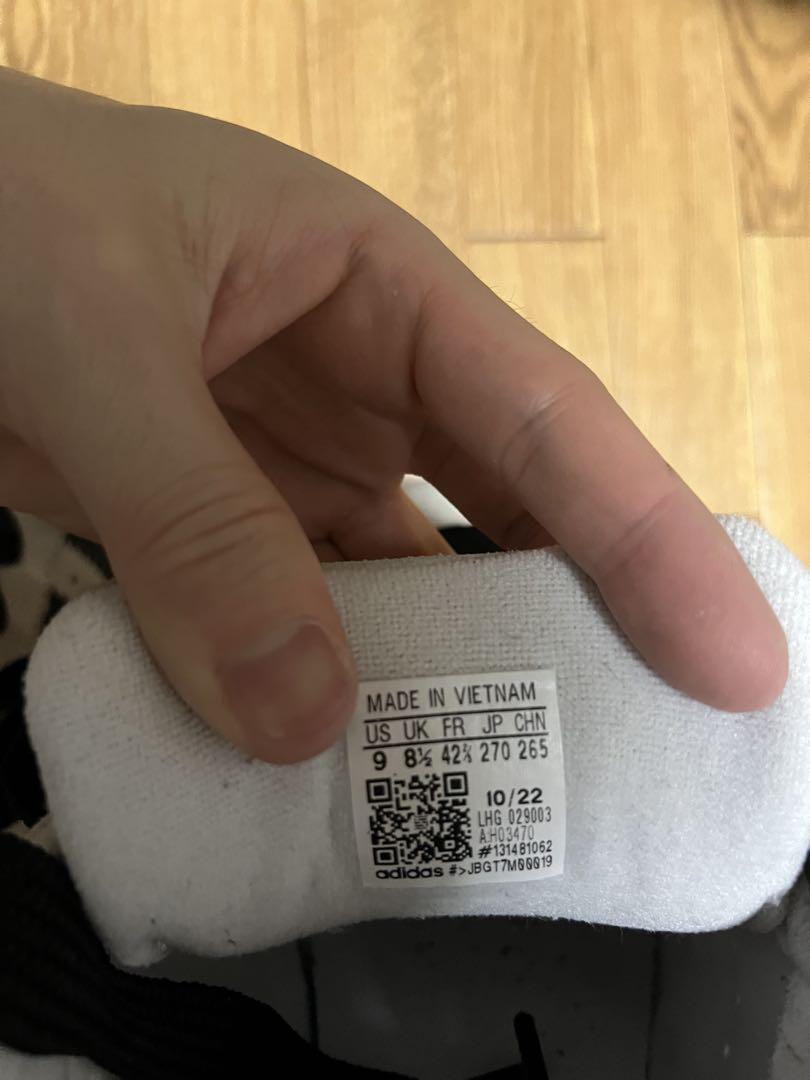 MADE IN VIETNAM
US UK FR JP CHN
9 8½ 42⅔ 270 265
10/22
LHG 029003
A:H03470
#131481062
adidas #>JBGT7M00019